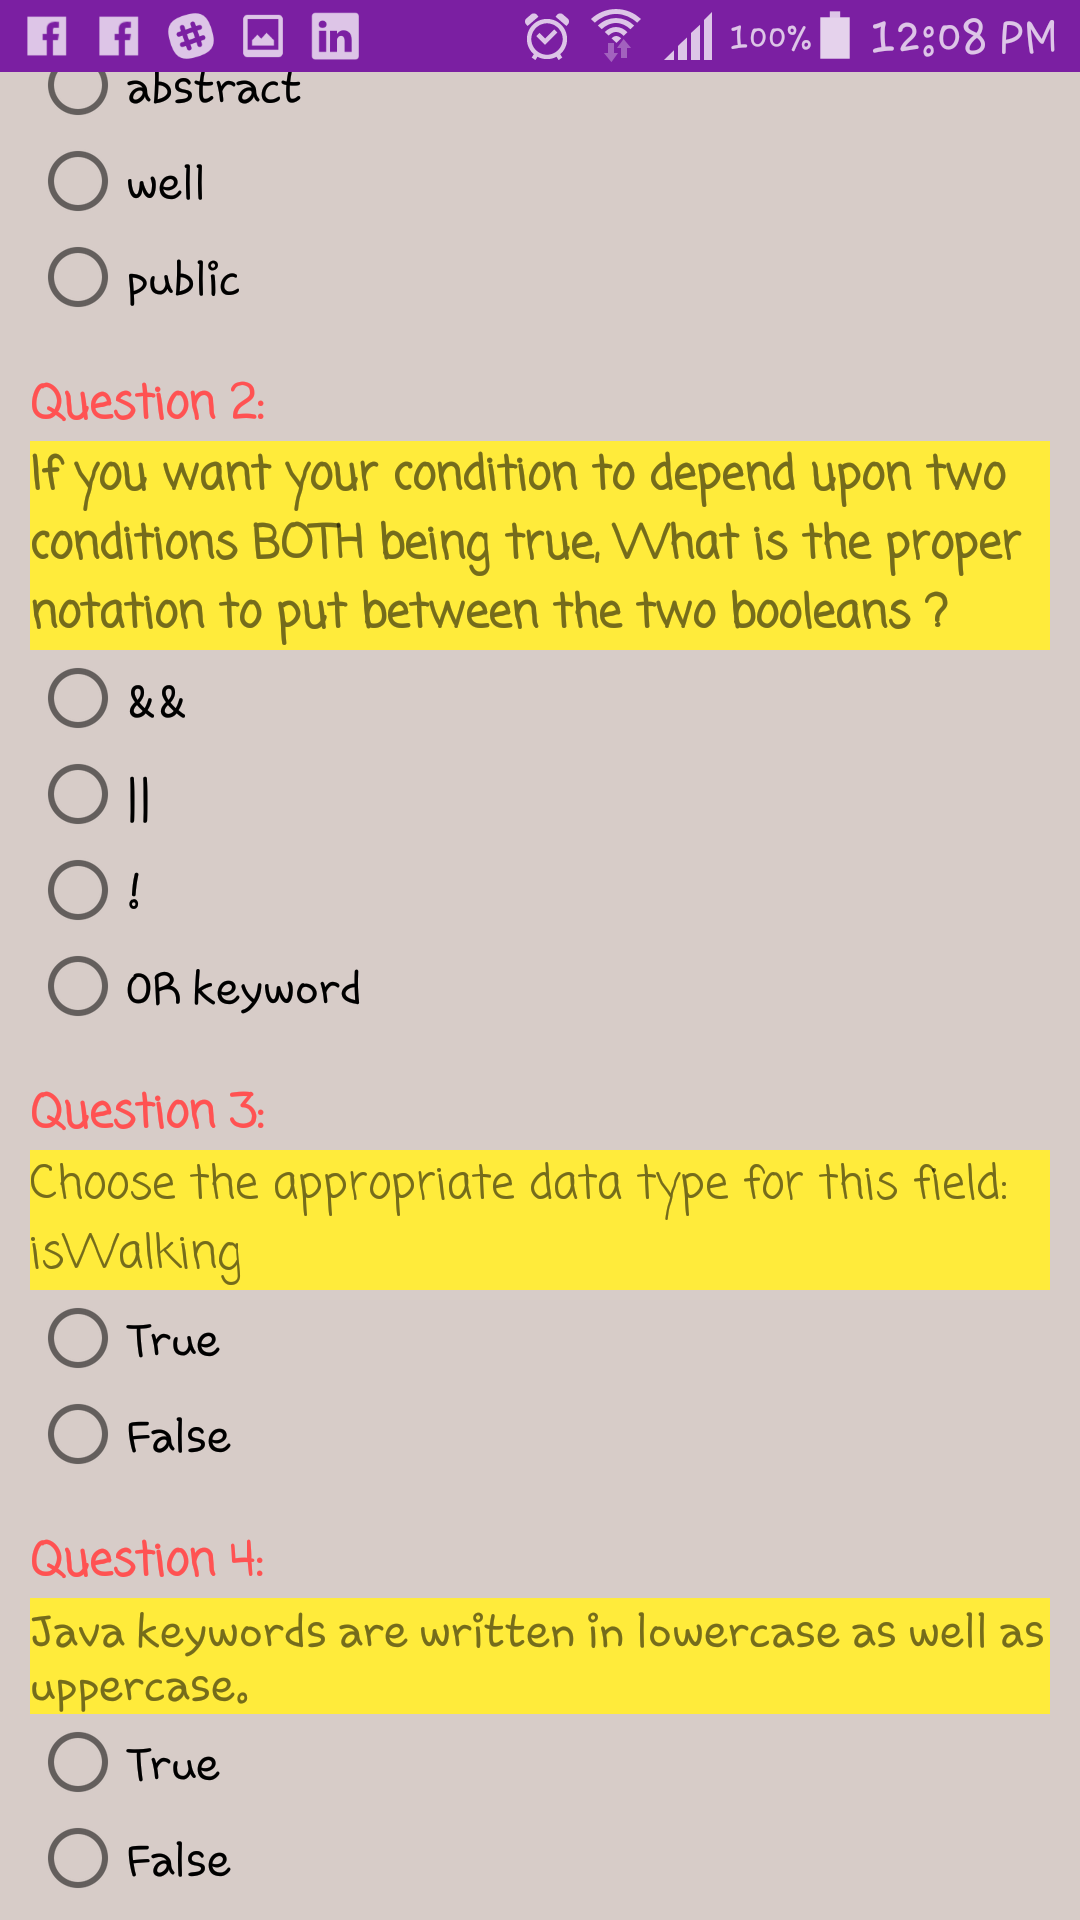 100% 12:08 PM
abstract
well
public
Question 2:
If you want your condition to depend upon two
conditions BOTH being true, What is the proper
notation to put between the two booleans ?
&&
||
!
OR keyword
Question 3:
Choose the appropriate data type for this field:
isWalking
True
False
Question 4:
Java keywords are written in lowercase as well as
uppercase.
True
False